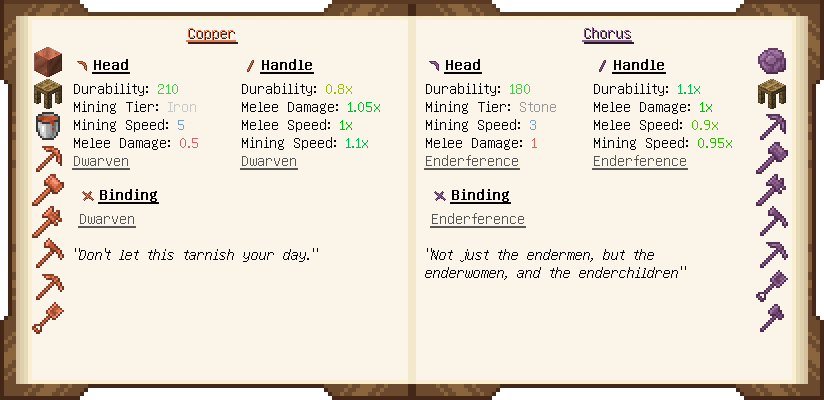 Copper
Head
Durability: 210
Mining Tier: Iron
Mining Speed: 5
Melee Damage: 0.5
Dwarven
Handle
Durability: 0.8x
Melee Damage: 1.05x
Melee Speed: 1x
Mining Speed: 1.1x
Dwarven
Binding
Dwarven
"Don't let this tarnish your day."
Chorus
Head
Durability: 180
Mining Tier: Stone
Mining Speed: 3
Melee Damage: 1
Enderference
Handle
Durability: 1.1x
Melee Damage: 1x
Melee Speed: 0.9x
Mining Speed: 0.95x
Enderference
Binding
Enderference
"Not just the endermen, but the
enderwomen, and the enderchildren"